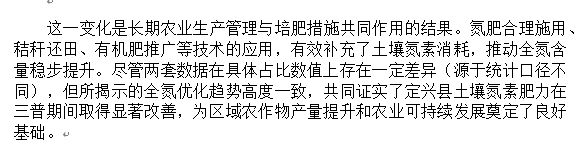 这一变化是长期农业生产管理与培肥措施共同作用的结果。氮肥合理施用、
秸秆还田、有机肥推广等技术的应用，有效补充了土壤氮素消耗，推动全氮含
量稳步提升。尽管两套数据在具体占比数值上存在一定差异（源于统计口径不
同），但所揭示的全氮优化趋势高度一致，共同证实了定兴县土壤氮素肥力在
三普期间取得显著改善，为区域农作物产量提升和农业可持续发展奠定了良好
基础。